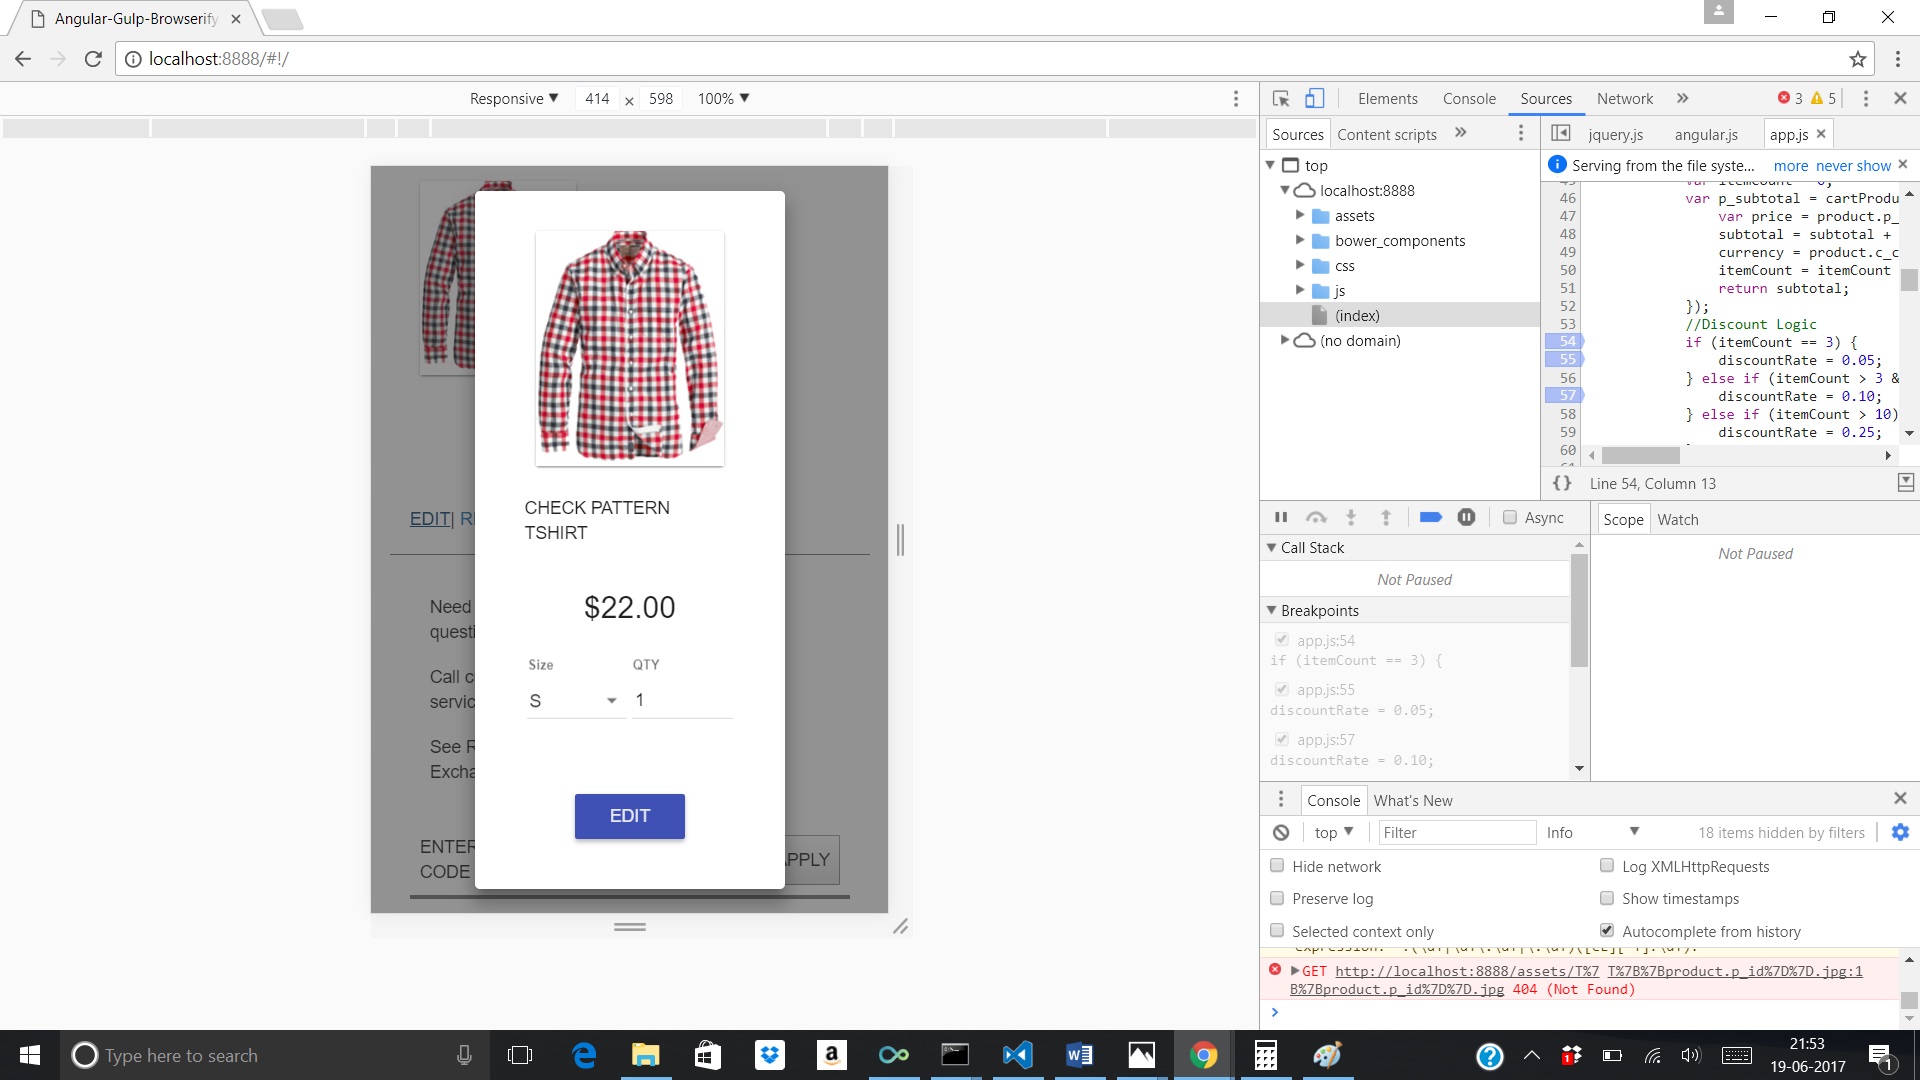 Angular-Gulp-Browserify
localhost:8888/#!/
Responsive 414 × 598 100%
Elements Console Sources Network 3 5
Sources Content scripts
jquery.js angular.js app.js
Serving from the file syste... more never show
top
localhost:8888
assets
bower_components
css
js
(index)
(no domain)
46 var p_subtotal = cartProdu
47 var price = product.p_
48 subtotal = subtotal +
49 currency = product.c_c
50 itemCount = itemCount
51 return subtotal;
52 });
53 //Discount Logic
54 if (itemCount == 3) {
55 discountRate = 0.05;
56 } else if (itemCount > 3 &
57 discountRate = 0.10;
58 } else if (itemCount > 10)
59 discountRate = 0.25;
60
{} Line 54, Column 13
CHECK PATTERN
TSHIRT
$22.00
Size QTY
S 1
EDIT
EDIT| R
Need
questi
Call c
servic
See R
Excha
ENTER
CODE
PPLY
Async
Scope Watch
Call Stack
Not Paused
Not Paused
Breakpoints
app.js:54
if (itemCount == 3) {
app.js:55
discountRate = 0.05;
app.js:57
discountRate = 0.10;
Console What's New
top Filter Info 18 items hidden by filters
Hide network Log XMLHttpRequests
Preserve log Show timestamps
Selected context only Autocomplete from history
GET http://localhost:8888/assets/T%7 T%7B%7Bproduct.p_id%7D%7D.jpg:1
B%7Bproduct.p_id%7D%7D.jpg 404 (Not Found)
Type here to search
21:53
19-06-2017
1